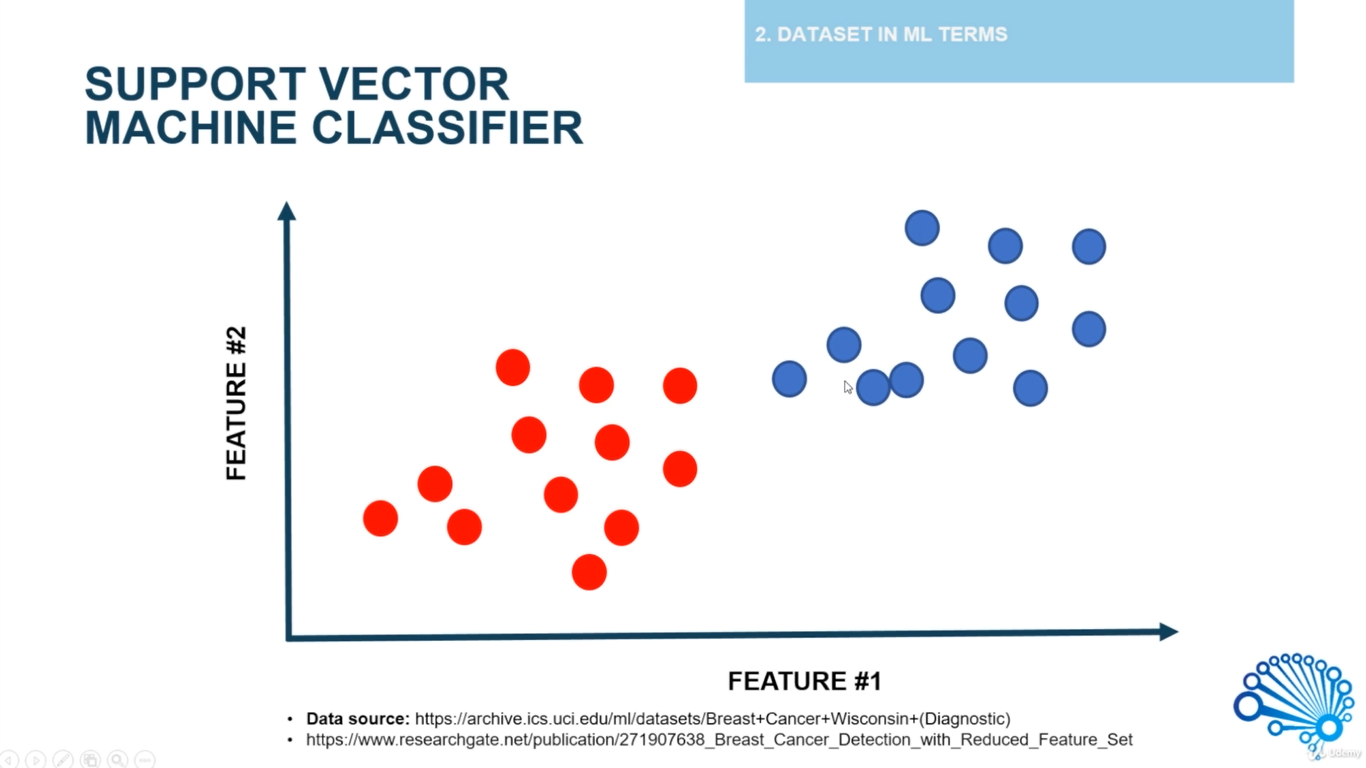 2. DATASET IN ML TERMS
SUPPORT VECTOR
MACHINE CLASSIFIER
FEATURE #2
FEATURE #1
• Data source: https://archive.ics.uci.edu/ml/datasets/Breast+Cancer+Wisconsin+(Diagnostic)
• https://www.researchgate.net/publication/271907638_Breast_Cancer_Detection_with_Reduced_Feature_Set
Udemy